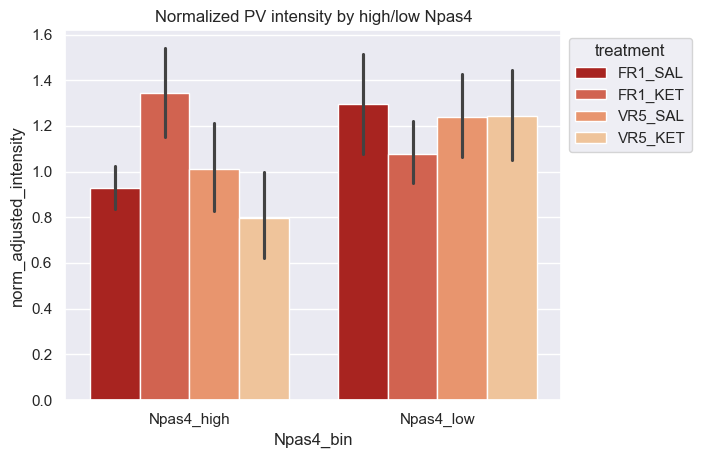 Normalized PV intensity by high/low Npas4
norm_adjusted_intensity
1.6
1.4
1.2
1.0
0.8
0.6
0.4
0.2
0.0
Npas4_high
Npas4_low
Npas4_bin
treatment
FR1_SAL
FR1_KET
VR5_SAL
VR5_KET